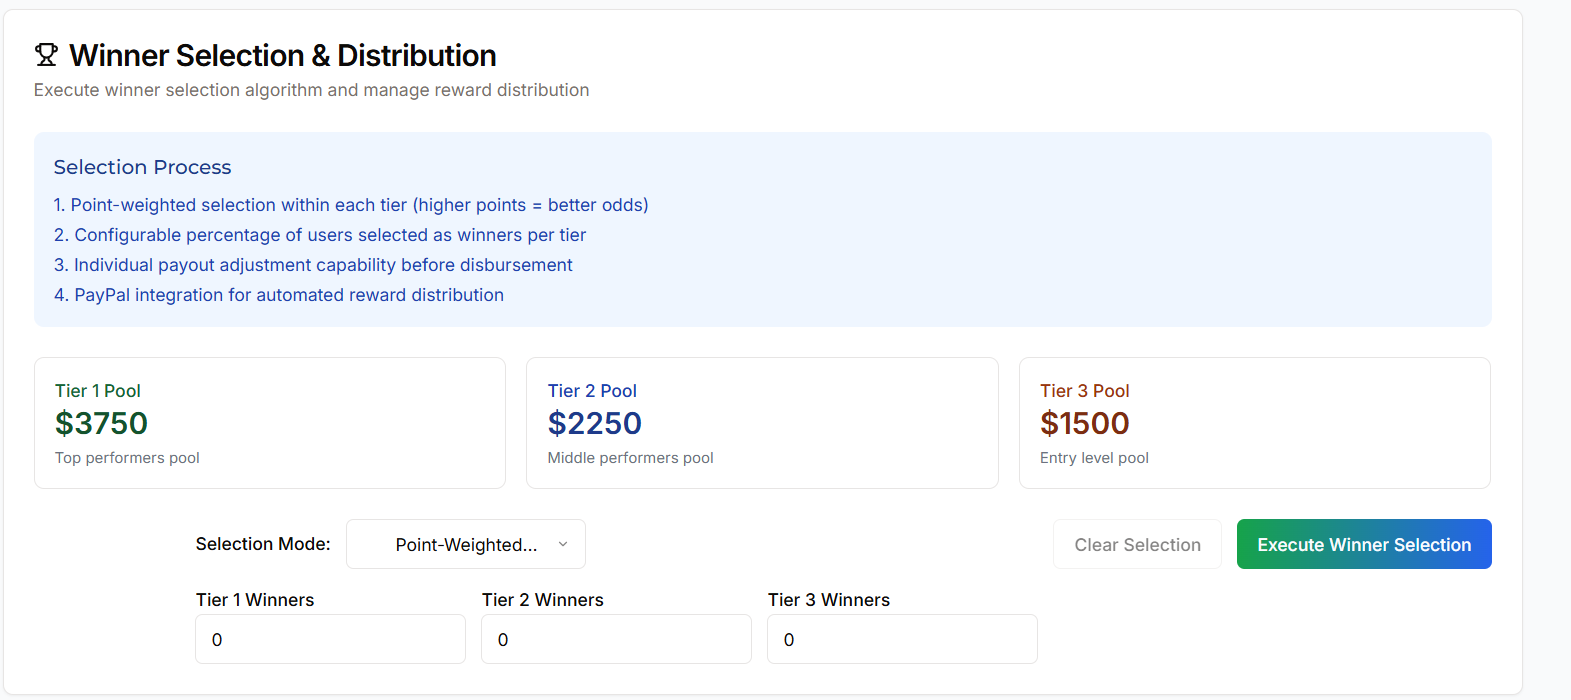 Winner Selection & Distribution
Execute winner selection algorithm and manage reward distribution
Selection Process
1. Point-weighted selection within each tier (higher points = better odds)
2. Configurable percentage of users selected as winners per tier
3. Individual payout adjustment capability before disbursement
4. PayPal integration for automated reward distribution
Tier 1 Pool
$3750
Top performers pool
Tier 2 Pool
$2250
Middle performers pool
Tier 3 Pool
$1500
Entry level pool
Selection Mode:
Point-Weighted...
Clear Selection
Execute Winner Selection
Tier 1 Winners
0
Tier 2 Winners
0
Tier 3 Winners
0